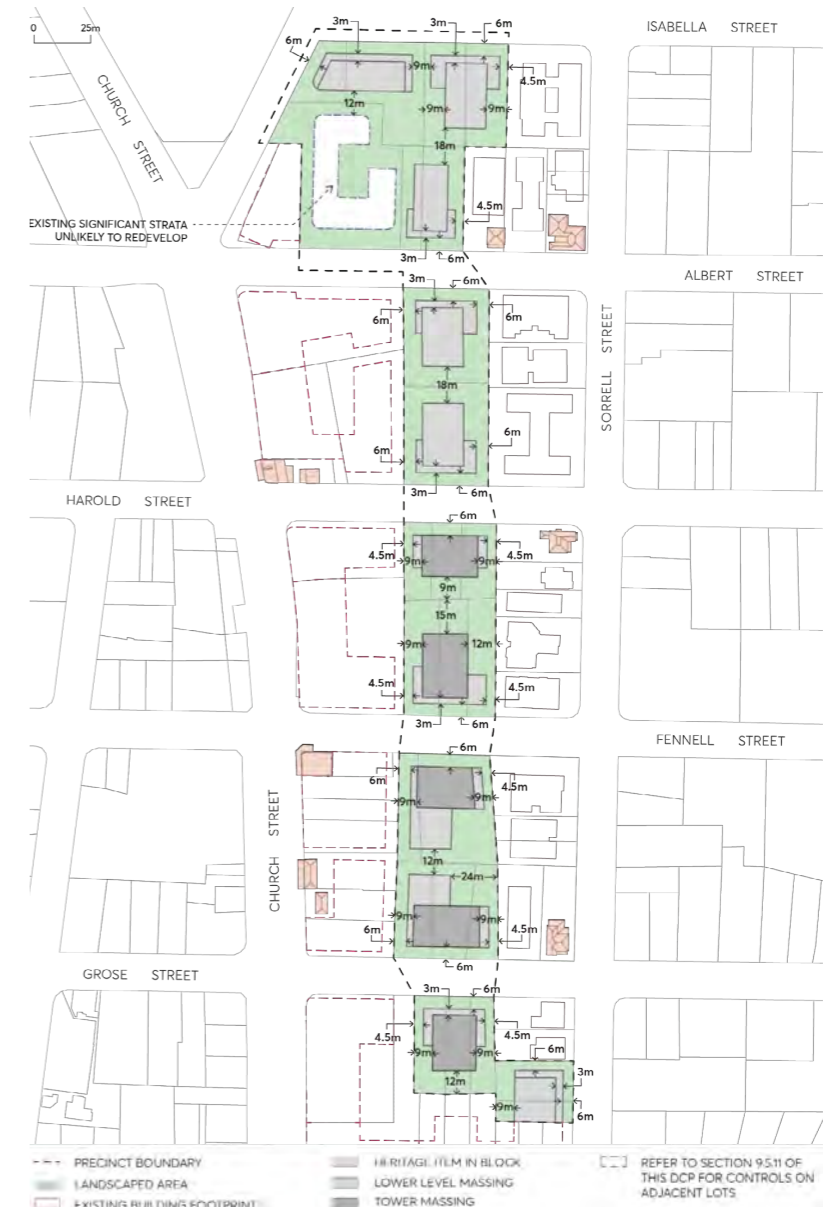 3m
3m
6m
ISABELLA STREET
0 25m
6m
9m
4.5m
CHURCH STREET
12m
9m
9m
18m
EXISTING SIGNIFICANT STRATA
UNLIKELY TO REDEVELOP
4.5m
3m
6m
3m
6m
ALBERT STREET
6m
6m
SORRELL STREET
18m
6m
6m
3m
6m
HAROLD STREET
6m
4.5m
4.5m
9m
9m
9m
15m
9m
12m
4.5m
4.5m
3m
6m
FENNELL STREET
6m
6m
4.5m
9m
9m
CHURCH STREET
12m
24m
9m
9m
6m
4.5m
6m
GROSE STREET
3m
6m
4.5m
4.5m
9m
9m
6m
3m
12m
9m
6m
PRECINCT BOUNDARY
LANDSCAPED AREA
EXISTING BUILDING FOOTPRINT
HERITAGE ITEM IN BLOCK
LOWER LEVEL MASSING
TOWER MASSING
REFER TO SECTION 9.5.11 OF
THIS DCP FOR CONTROLS ON
ADJACENT LOTS